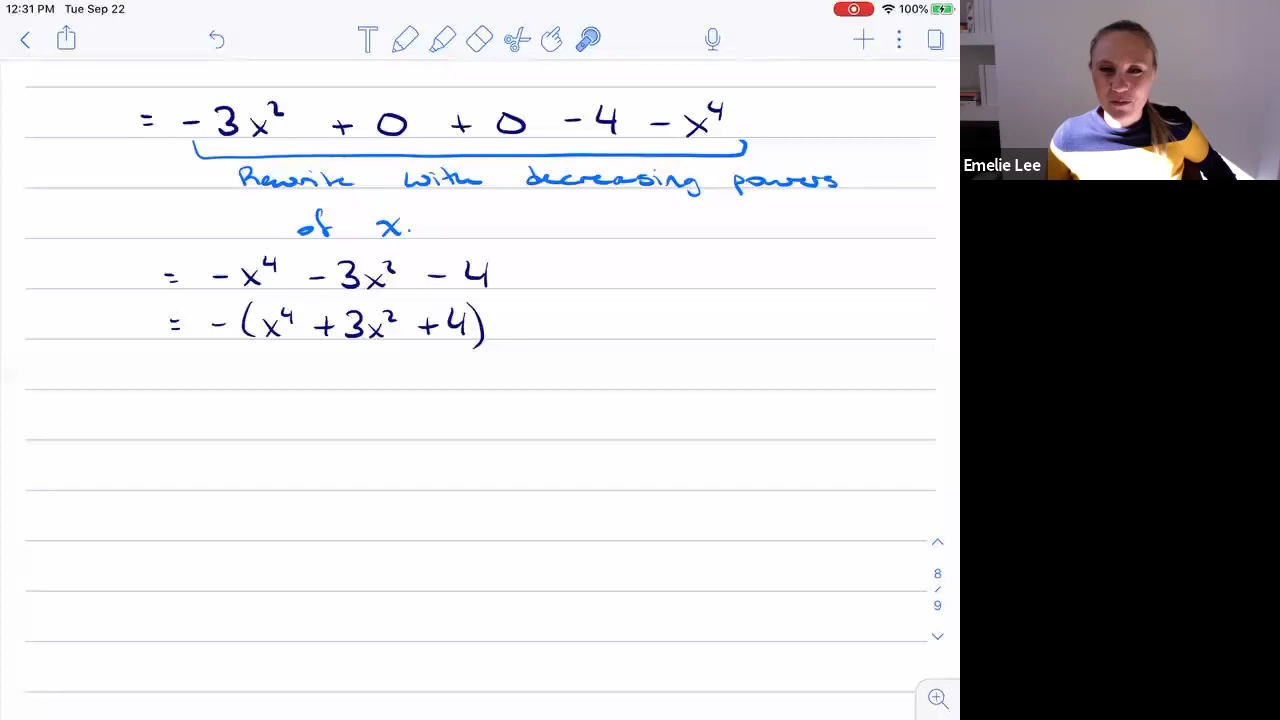 12:31 PM Tue Sep 22
100%
T
= -3x² + 0 + 0 -4 - x⁴
Rewrite with decreasing powers
of x.
= -x⁴ - 3x² - 4
= -(x⁴ + 3x² + 4)
8
9
Emelie Lee